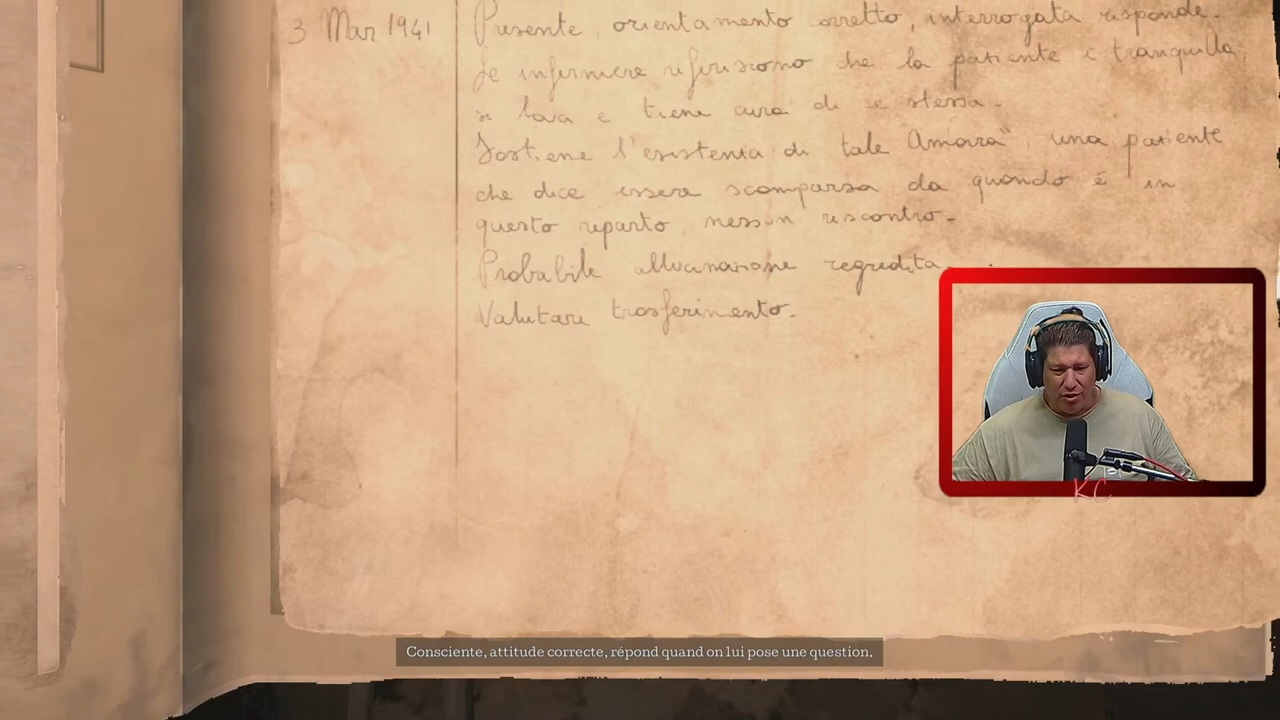 3 Mar 1941
Presente, orientamento corretto, interrogata risponde.
Le infermiere riferiscono che la paziente è tranquilla,
si lava e tiene cura di se stessa.
Sostiene l'esistenza di tale "Amara", una paziente
che dice essere scomparsa da quando é in
questo reparto, nessun riscontro.
Probabile allucinazione regredita.
Valutare trasferimento.
KC
Consciente, attitude correcte, répond quand on lui pose une question.